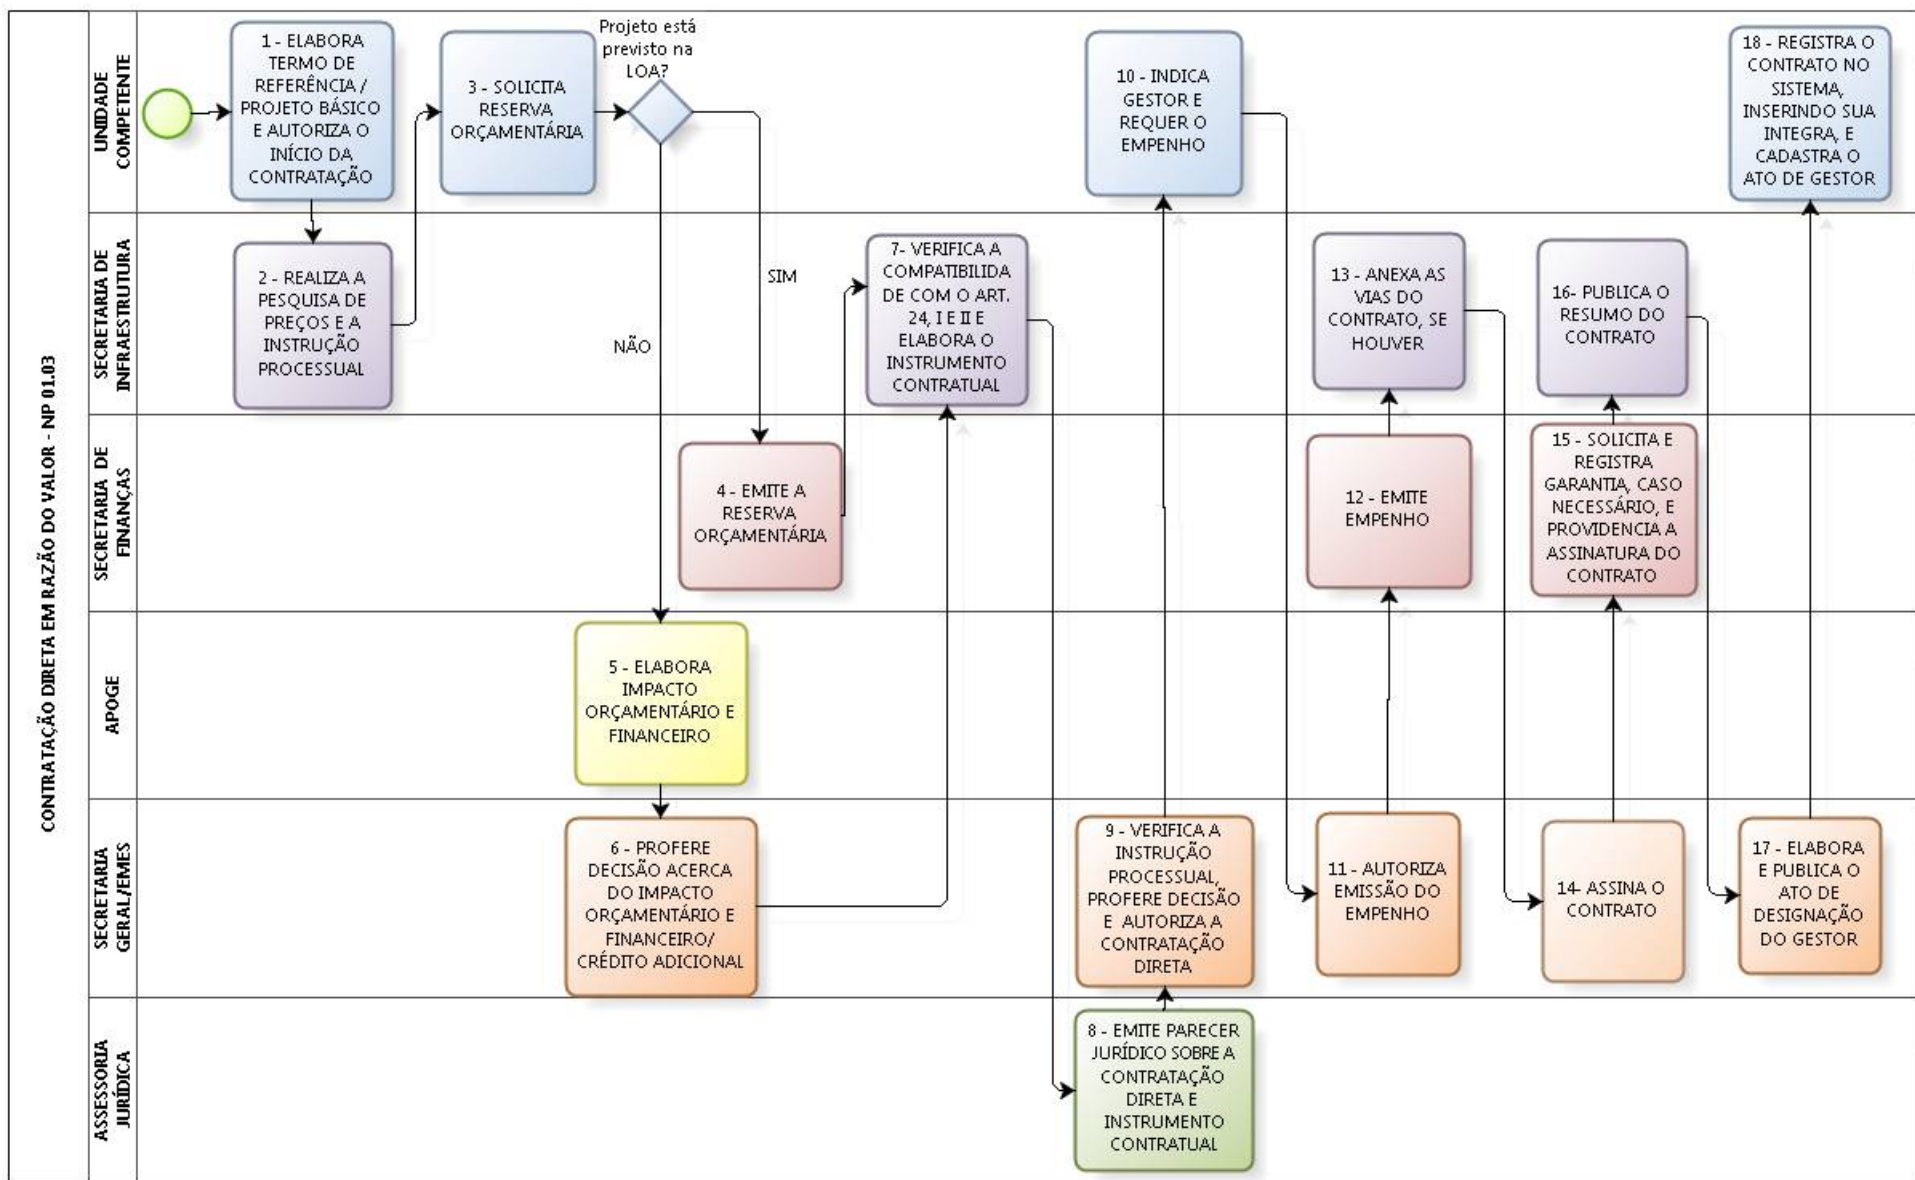 CONTRATAÇÃO DIRETA EM RAZÃO DO VALOR - NP 01.03
UNIDADE
COMPETENTE
1 - ELABORA
TERMO DE
REFERÊNCIA /
PROJETO BÁSICO
E AUTORIZA O
INÍCIO DA
CONTRATAÇÃO
3 - SOLICITA
RESERVA
ORÇAMENTÁRIA
Projeto está
previsto na
LOA?
10 - INDICA
GESTOR E
REQUER O
EMPENHO
18 - REGISTRA O
CONTRATO NO
SISTEMA,
INSERINDO SUA
INTEGRA, E
CADASTRA O
ATO DE GESTOR
SECRETARIA DE
INFRAESTRUTURA
2 - REALIZA A
PESQUISA DE
PREÇOS E A
INSTRUÇÃO
PROCESSUAL
NÃO
SIM
7- VERIFICA A
COMPATIBILIDA
DE COM O ART.
24, I E II E
ELABORA O
INSTRUMENTO
CONTRATUAL
13 - ANEXA AS
VIAS DO
CONTRATO, SE
HOUVER
16- PUBLICA O
RESUMO DO
CONTRATO
SECRETARIA DE
FINANÇAS
4 - EMITE A
RESERVA
ORÇAMENTÁRIA
12 - EMITE
EMPENHO
15 - SOLICITA E
REGISTRA
GARANTIA, CASO
NECESSÁRIO, E
PROVIDENCIA A
ASSINATURA DO
CONTRATO
APOGE
5 - ELABORA
IMPACTO
ORÇAMENTÁRIO E
FINANCEIRO
SECRETARIA
GERAL/EMES
6 - PROFERE
DECISÃO ACERCA
DO IMPACTO
ORÇAMENTÁRIO E
FINANCEIRO/
CRÉDITO ADICIONAL
9 - VERIFICA A
INSTRUÇÃO
PROCESSUAL,
PROFERE DECISÃO
E AUTORIZA A
CONTRATAÇÃO
DIRETA
11 - AUTORIZA
EMISSÃO DO
EMPENHO
14- ASSINA O
CONTRATO
17 - ELABORA
E PUBLICA O
ATO DE
DESIGNAÇÃO
DO GESTOR
ASSESSORIA
JURÍDICA
8 - EMITE PARECER
JURÍDICO SOBRE A
CONTRATAÇÃO
DIRETA E
INSTRUMENTO
CONTRATUAL